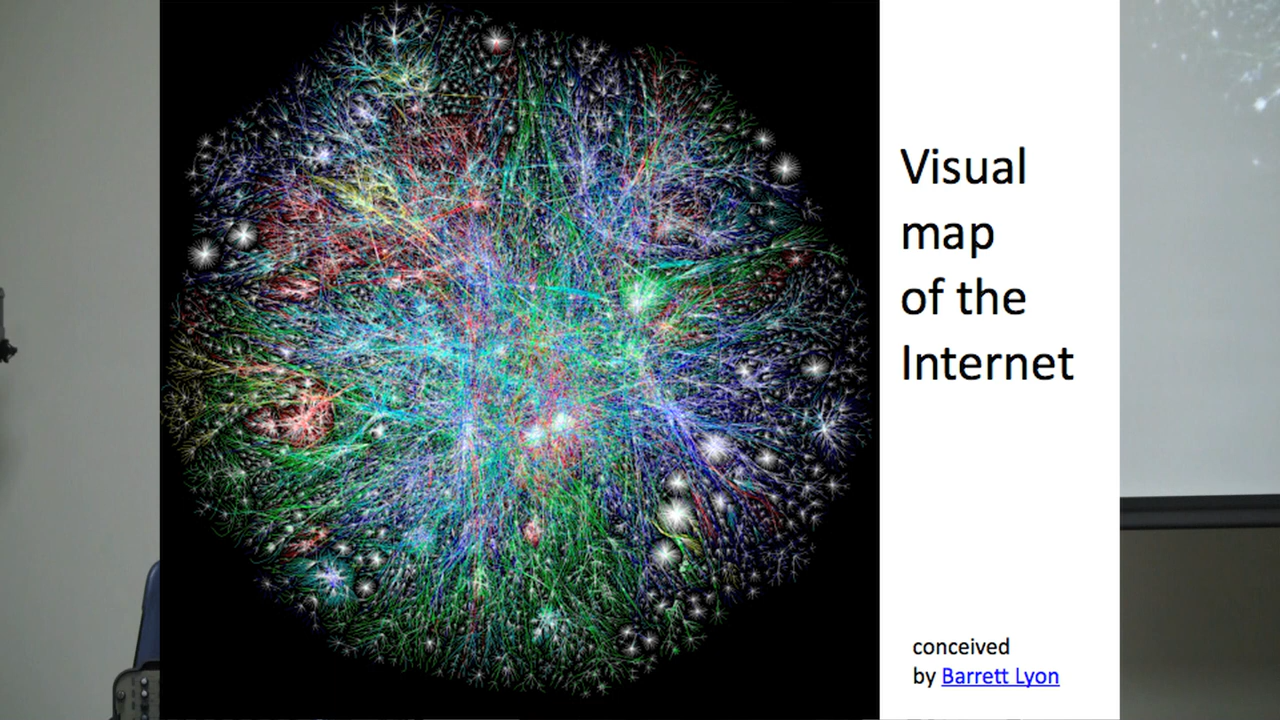 Visual
map
of the
Internet
conceived
by Barrett Lyon